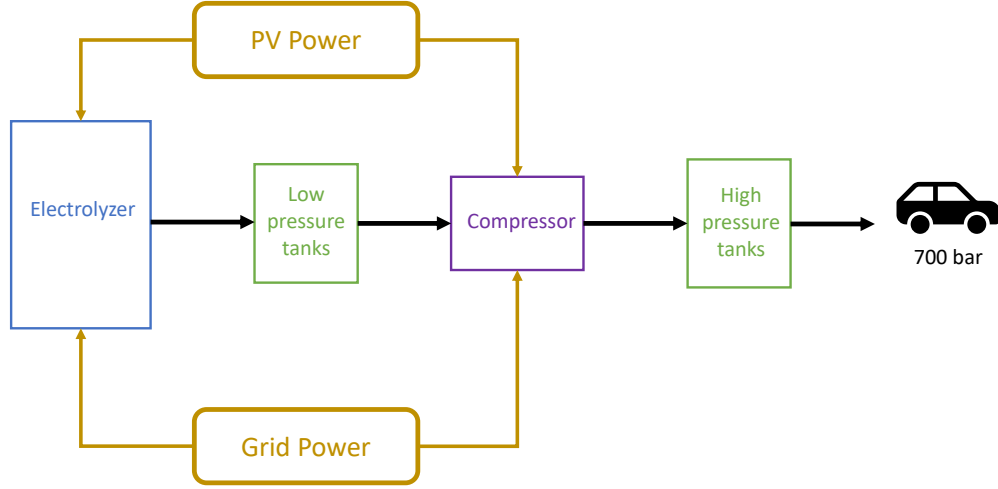 PV Power
Electrolyzer
Low
pressure
tanks
Compressor
High
pressure
tanks
700 bar
Grid Power